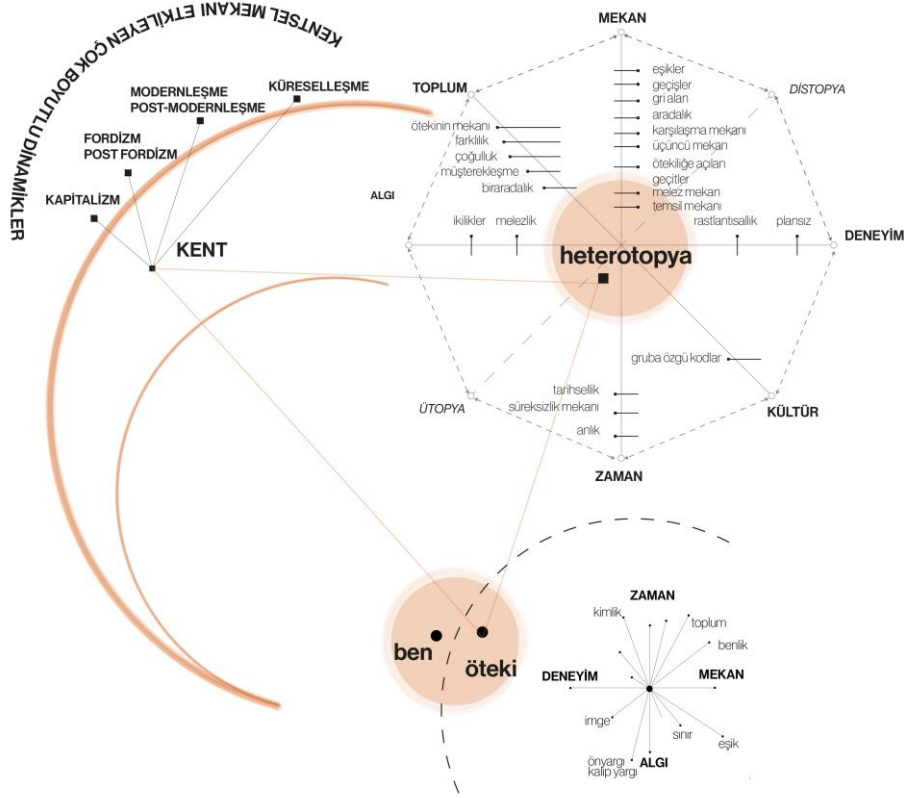 KENTSEL MEKANI ETKİLEYEN ÇOK BOYUTLU DİNAMİKLER
MODERNLEŞME
POST-MODERNLEŞME
KÜRESELLEŞME
FORDİZM
POST FORDİZM
KAPİTALİZM
KENT
MEKAN
TOPLUM
DİSTOPYA
ALGI
DENEYİM
ÜTOPYA
KÜLTÜR
ZAMAN
eşikler
geçişler
gri alan
aradalık
karşılaşma mekanı
üçüncü mekan
ötekiliğe açılan
geçitler
melez mekan
temsil mekanı
ötekinin mekanı
farklılık
çoğulluk
müşterekleşme
biraradalık
ikilikler
melezlik
rastlantısallık
plansız
heterotopya
gruba özgü kodlar
tarihsellik
süreksizlik mekanı
anlık
ben
öteki
ZAMAN
kimlik
toplum
benlik
DENEYİM
MEKAN
imge
sınır
eşik
önyargı
kalıp yargı
ALGI